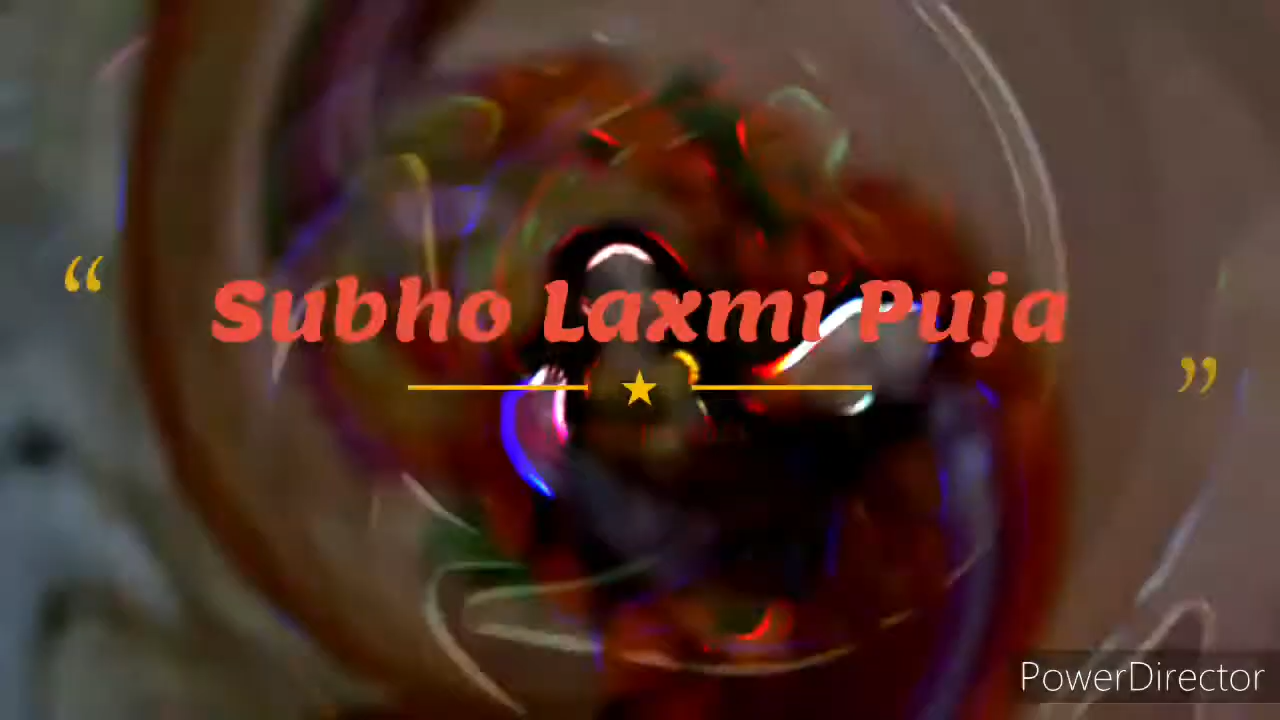 “
Subho Laxmi Puja
”
PowerDirector